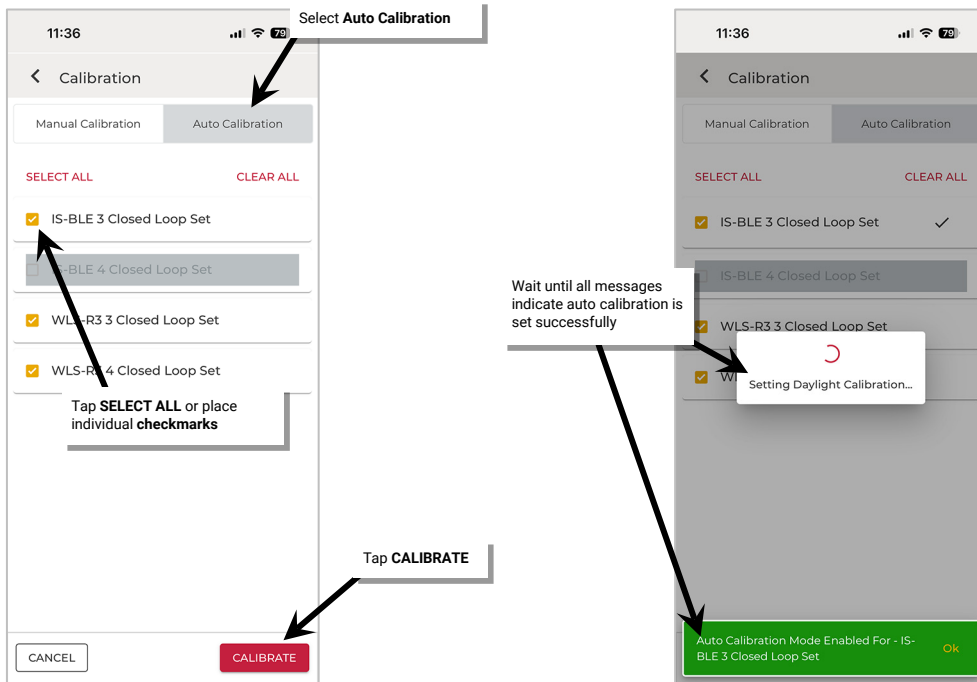 Select Auto Calibration
11:36
79
Calibration
Manual Calibration
Auto Calibration
SELECT ALL
CLEAR ALL
IS-BLE 3 Closed Loop Set
-BLE 4 Closed Loop Set
WLS-R3 3 Closed Loop Set
WLS-R 4 Closed Loop Set
Tap SELECT ALL or place
individual checkmarks
Tap CALIBRATE
CANCEL
CALIBRATE
11:36
79
Calibration
Manual Calibration
Auto Calibration
SELECT ALL
CLEAR ALL
IS-BLE 3 Closed Loop Set
IS-BLE 4 Closed Loop Set
Wait until all messages
indicate auto calibration is
set successfully
WLS-R3 3 Closed Loop Set
Setting Daylight Calibration...
Auto Calibration Mode Enabled For - IS-
BLE 3 Closed Loop Set
Ok